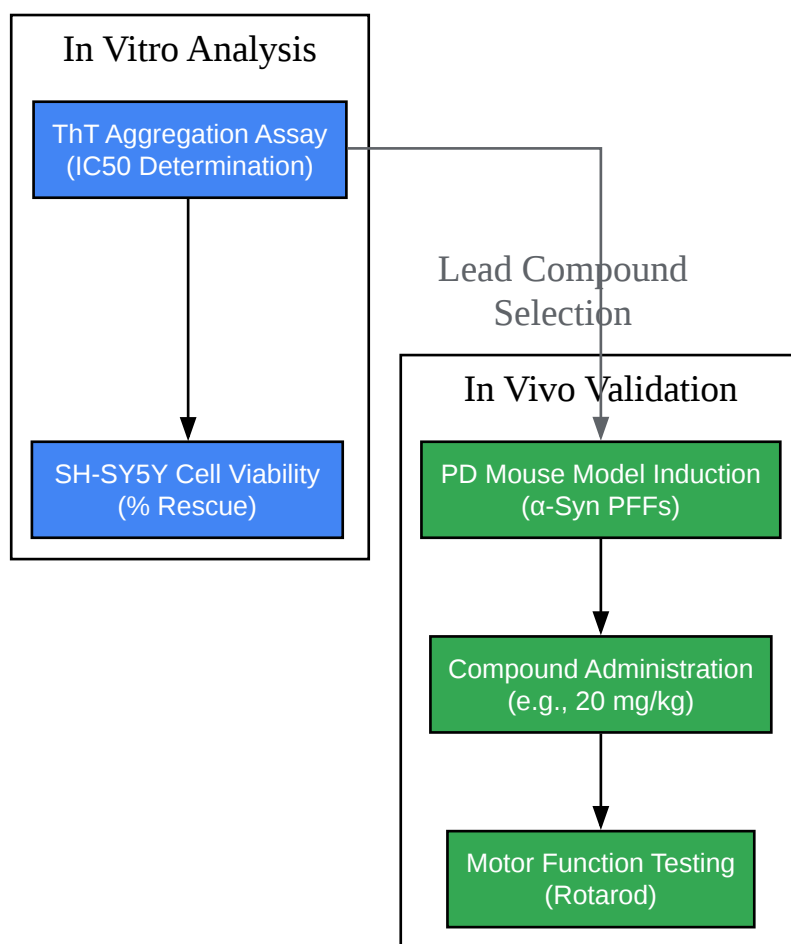 In Vitro Analysis
ThT Aggregation Assay
(IC50 Determination)
SH-SY5Y Cell Viability
(% Rescue)
Lead Compound
Selection
In Vivo Validation
PD Mouse Model Induction
(α-Syn PFFs)
Compound Administration
(e.g., 20 mg/kg)
Motor Function Testing
(Rotarod)